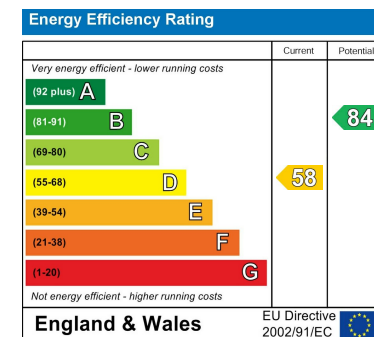 Energy Efficiency Rating
Current Potential
Very energy efficient - lower running costs
(92 plus) A
(81-91) B
84
(69-80) C
(55-68) D
58
(39-54) E
(21-38) F
(1-20) G
Not energy efficient - higher running costs
England & Wales
EU Directive
2002/91/EC